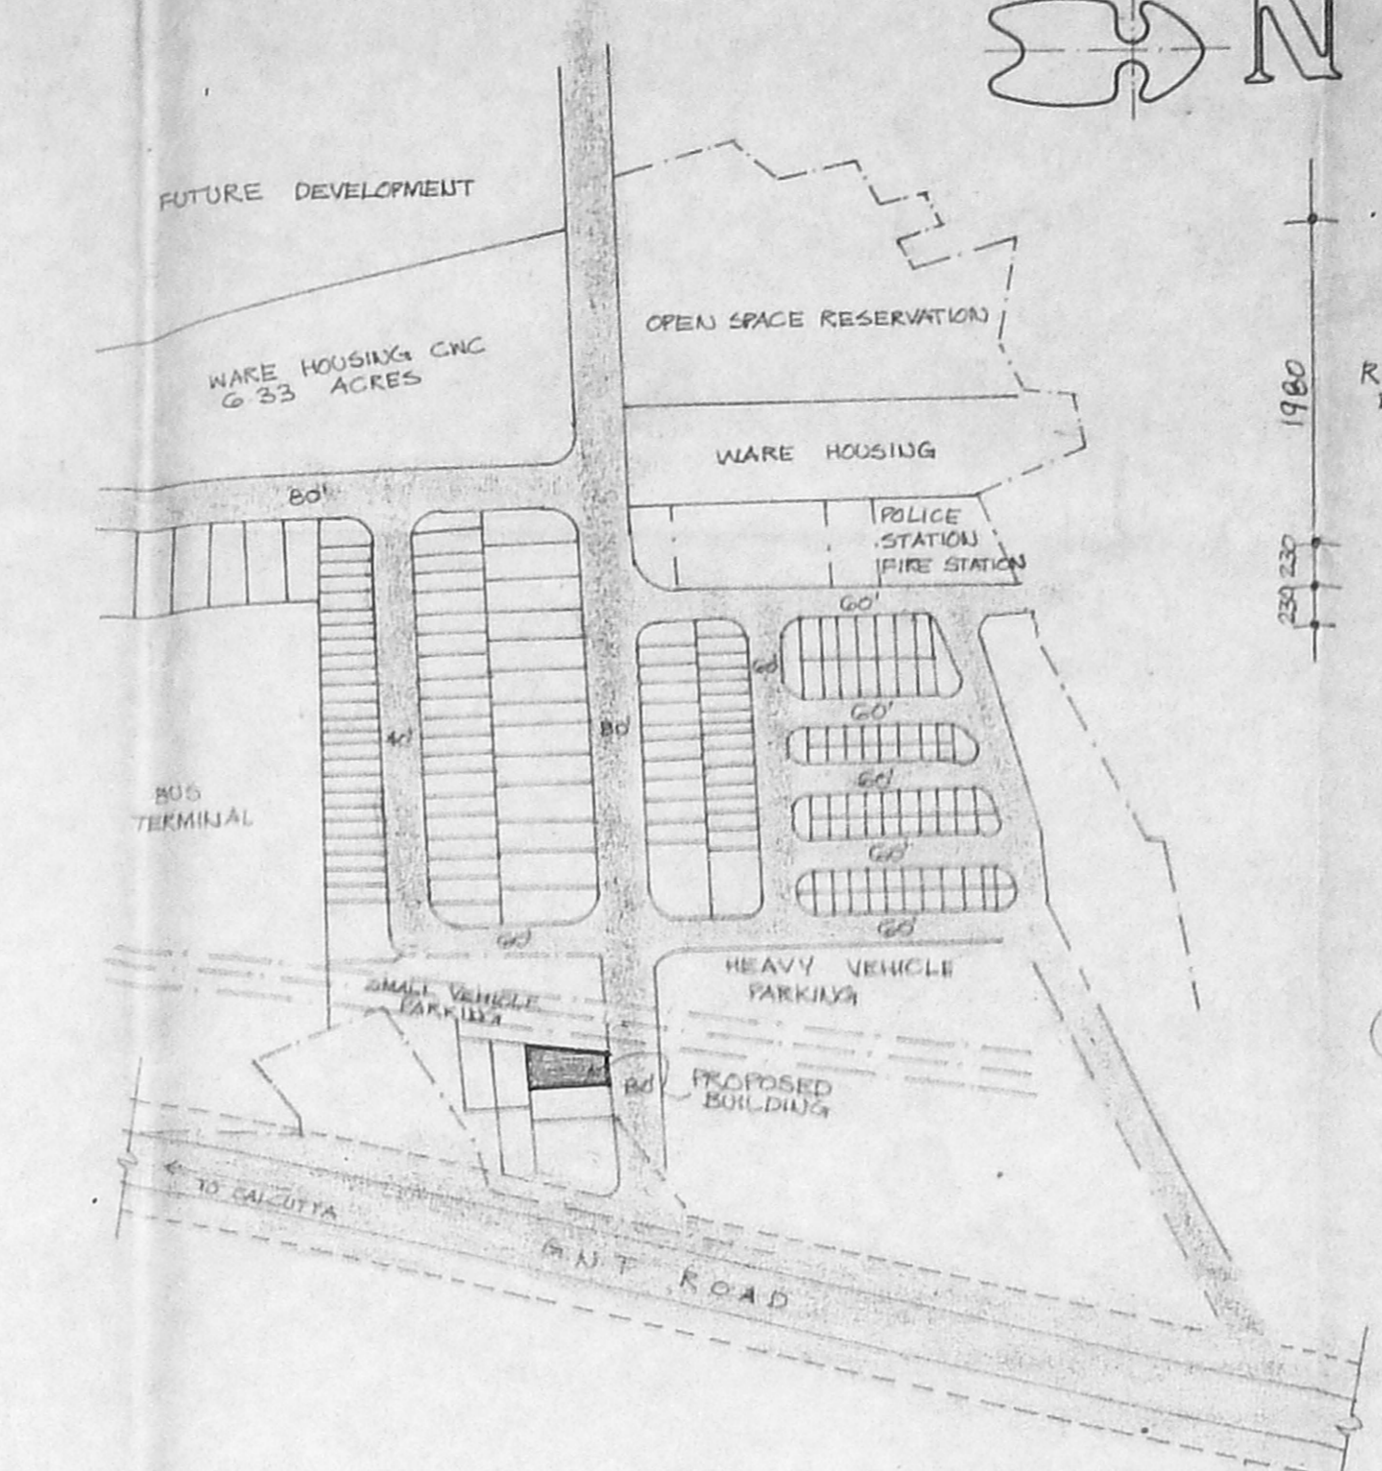 N
FUTURE DEVELOPMENT
OPEN SPACE RESERVATION
WARE HOUSING CWC
6 33 ACRES
1980
R
WARE HOUSING
80'
POLICE
STATION
FIRE STATION
230
230
60'
60'
60'
40'
80'
60'
BUS
TERMINAL
60'
60'
60'
HEAVY VEHICLE
PARKING
SMALL VEHICLE
PARKING
80'
PROPOSED
BUILDING
TO CALCUTTA
G.N.T. ROAD